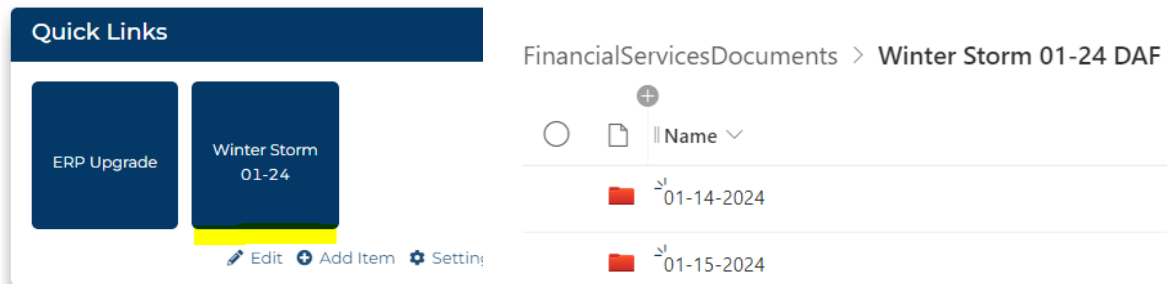 Quick Links
ERP Upgrade
Winter Storm
01-24
Edit Add Item Setting
FinancialServicesDocuments > Winter Storm 01-24 DAF
Name
01-14-2024
01-15-2024